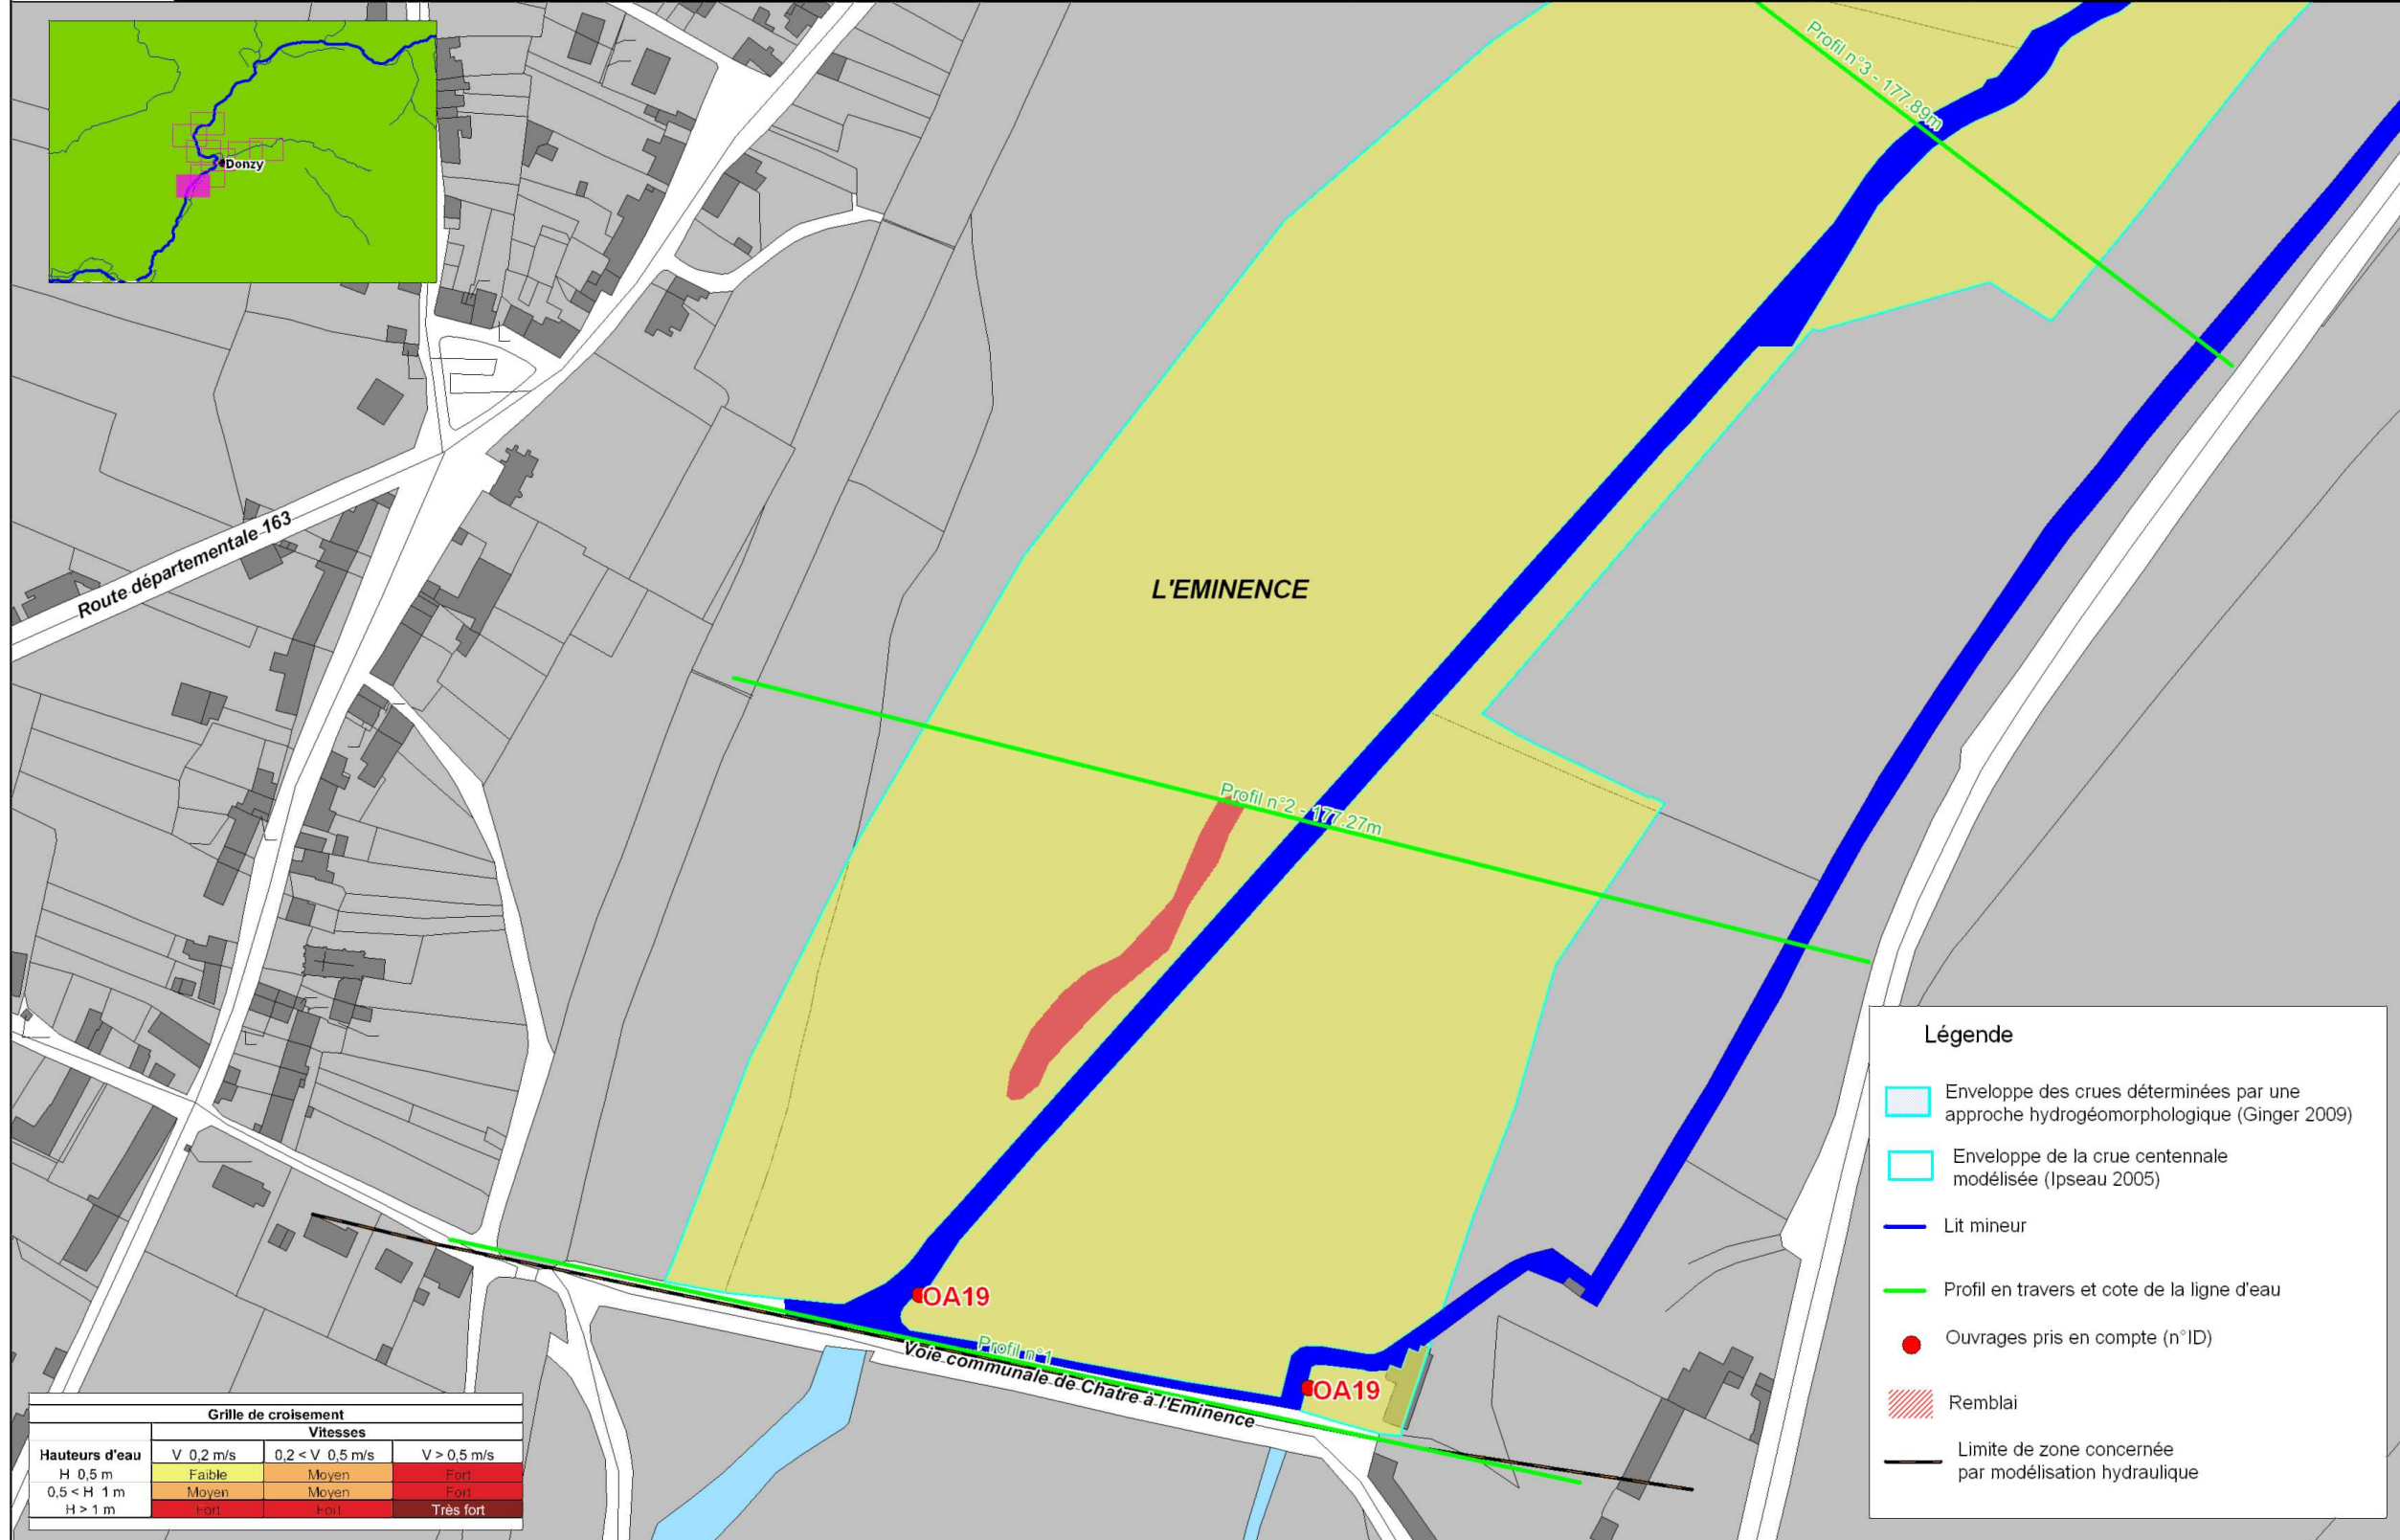 Donzy
Profil n°3 - 177.89m
Route départementale 163
L'EMINENCE
Profil n°2 - 177.27m
OA19
Profil n°1
OA19
Voie communale de Chatre à l'Eminence
Légende
Enveloppe des crues déterminées par une
approche hydrogéomorphologique (Ginger 2009)
Enveloppe de la crue centennale
modélisée (Ipseau 2005)
Lit mineur
Profil en travers et cote de la ligne d'eau
Ouvrages pris en compte (n°ID)
Remblai
Limite de zone concernée
par modélisation hydraulique
Grille de croisement
Vitesses
Hauteurs d'eau V 0,2 m/s 0,2 < V 0,5 m/s V > 0,5 m/s
H 0,5 m Faible Moyen Fort
0,5 < H 1 m Moyen Moyen Fort
H > 1 m Fort Fort Très fort